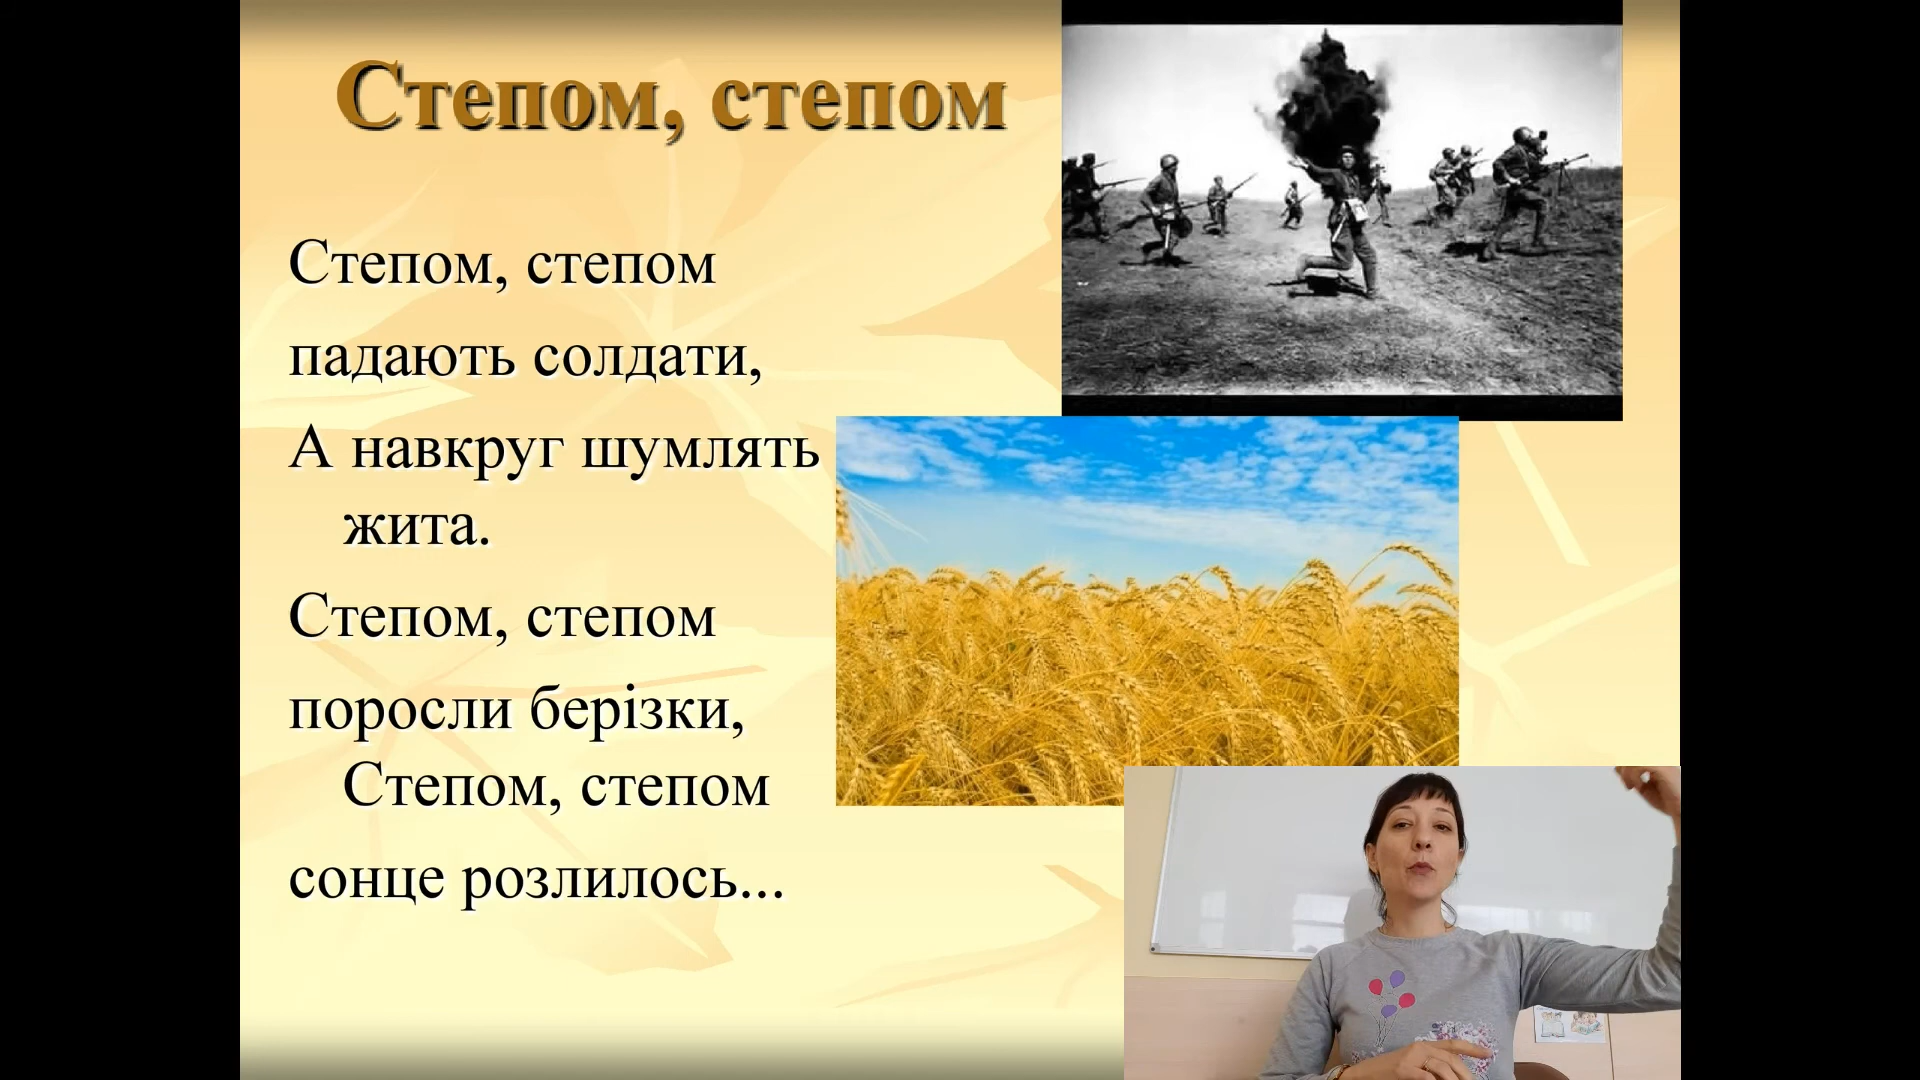 Степом, степом
Степом, степом
падають солдати,
А навкруг шумлять
жита.
Степом, степом
поросли берізки,
Степом, степом
сонце розлилось...